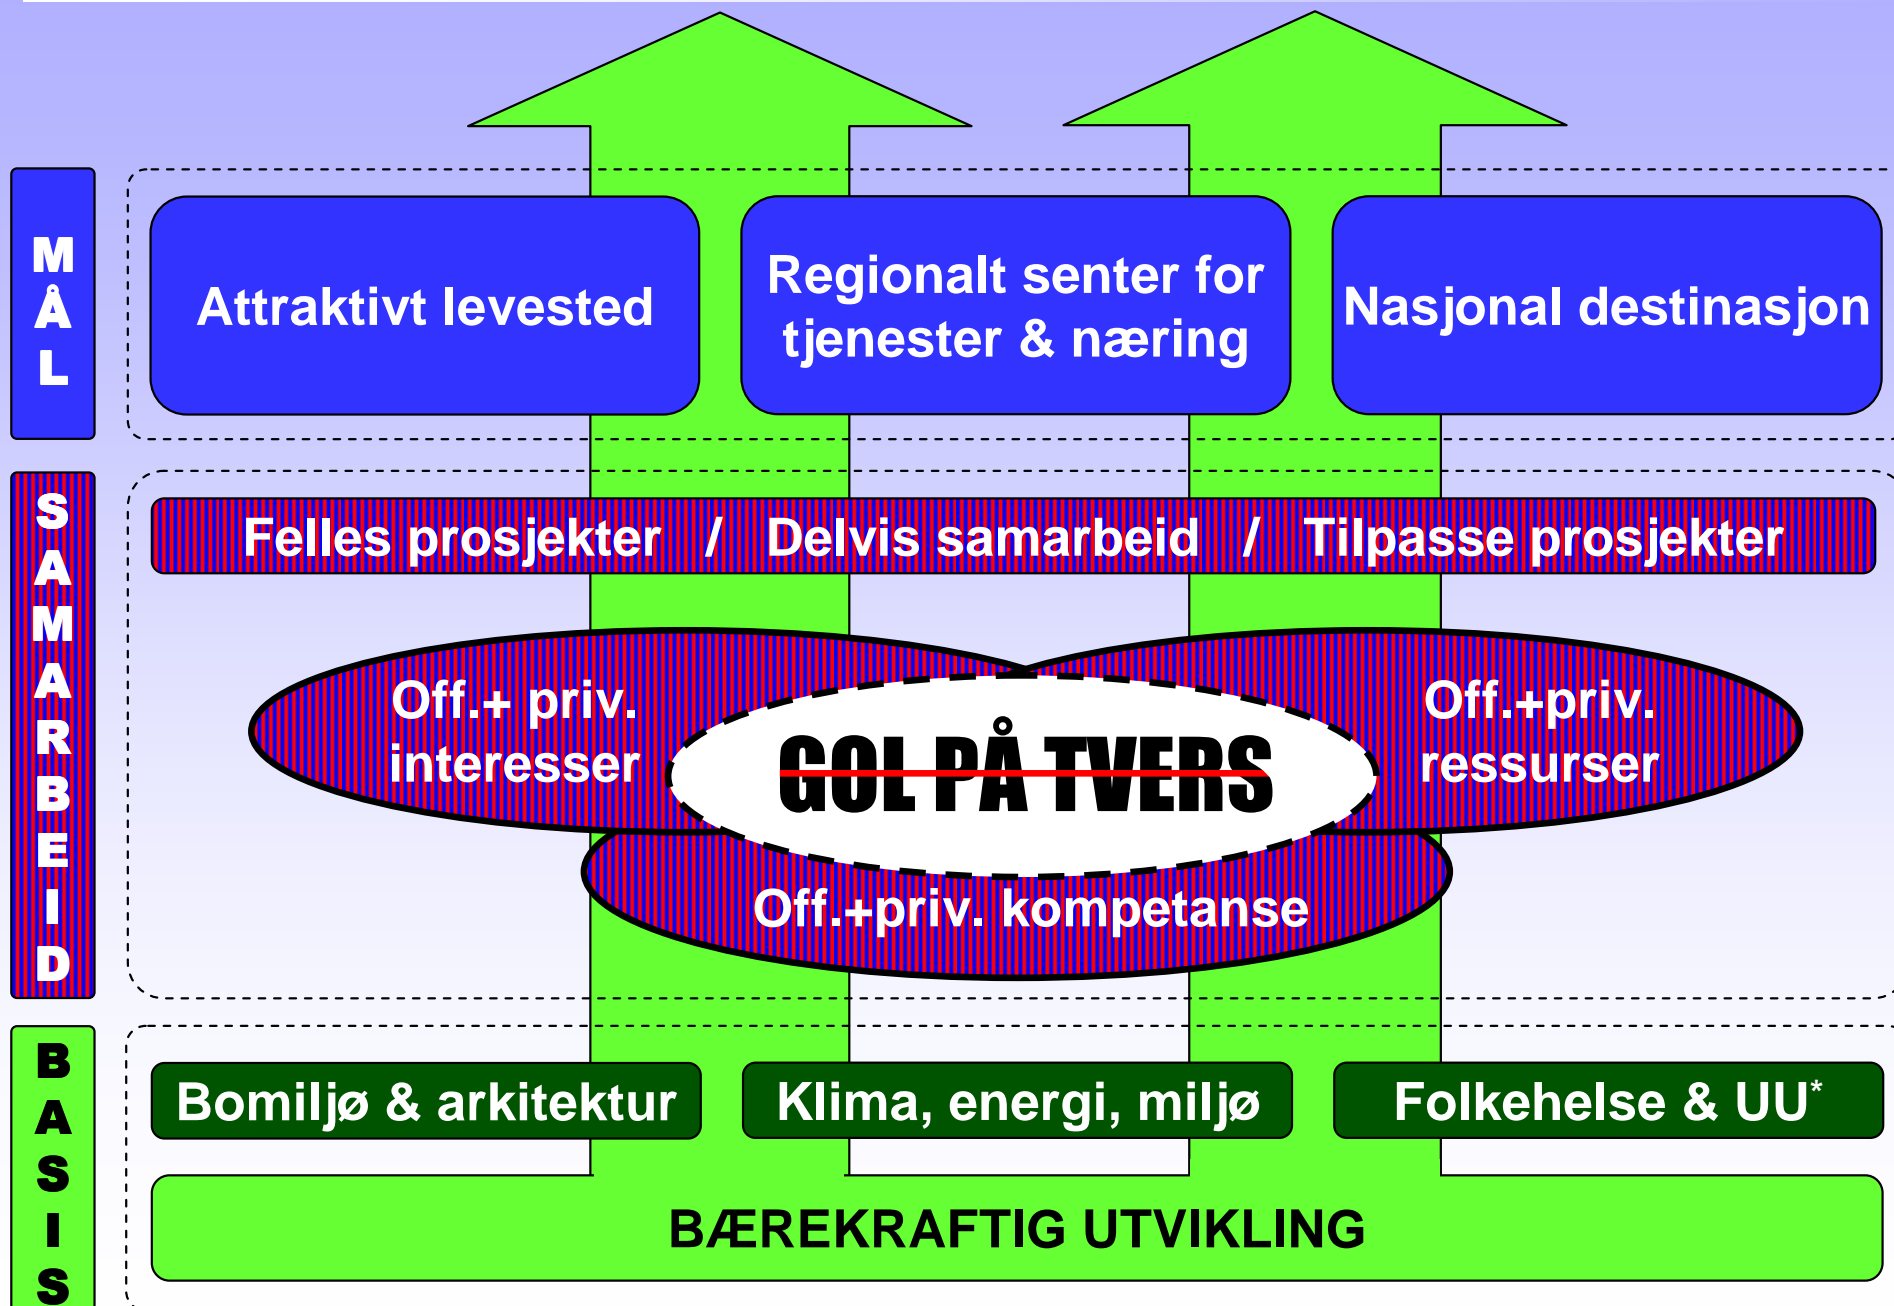 MÅL
Attraktivt levested
Regionalt senter for
tjenester & næring
Nasjonal destinasjon
SAMARBEID
Felles prosjekter / Delvis samarbeid / Tilpasse prosjekter
Off.+ priv.
interesser
GOL PÅ TVERS
Off.+priv.
ressurser
Off.+priv. kompetanse
BASIS
Bomiljø & arkitektur
Klima, energi, miljø
Folkehelse & UU*
BÆREKRAFTIG UTVIKLING